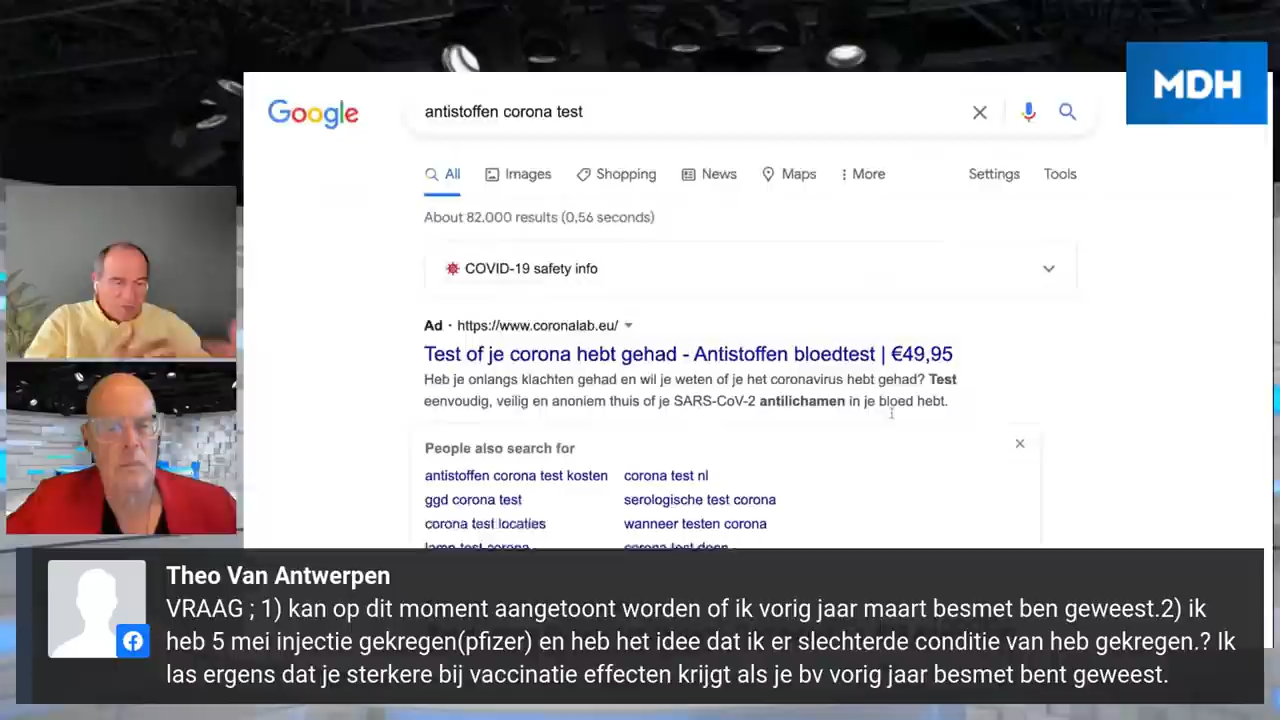 MDH
Google
antistoffen corona test
All
Images
Shopping
News
Maps
More
Settings
Tools
About 82.000 results (0,56 seconds)
COVID-19 safety info
Ad · https://www.coronalab.eu/
Test of je corona hebt gehad - Antistoffen bloedtest | €49,95
Heb je onlangs klachten gehad en wil je weten of je het coronavirus hebt gehad? Test
eenvoudig, veilig en anoniem thuis of je SARS-CoV-2 antilichamen in je bloed hebt.
People also search for
antistoffen corona test kosten
corona test nl
ggd corona test
serologische test corona
corona test locaties
wanneer testen corona
lamp test corona
corona test doen
Theo Van Antwerpen
VRAAG ; 1) kan op dit moment aangetoont worden of ik vorig jaar maart besmet ben geweest.2) ik
heb 5 mei injectie gekregen(pfizer) en heb het idee dat ik er slechterde conditie van heb gekregen.? Ik
las ergens dat je sterkere bij vaccinatie effecten krijgt als je bv vorig jaar besmet bent geweest.